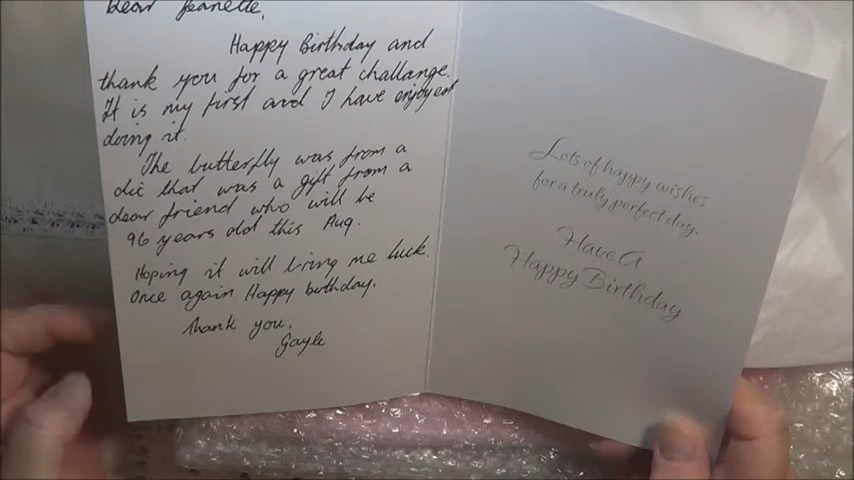 Dear Jeanette,
Happy Birthday and
thank you for a great challange.
It is my first and I have enjoyed
doing it.
The butterfly was from a
die that was a gift from a
dear friend who will be
96 years old this Aug.
Hoping it will bring me luck.
Once again Happy birthday.
Thank you,
Gayle
Lots of happy wishes
for a truly perfect day.
Have A
Happy Birthday